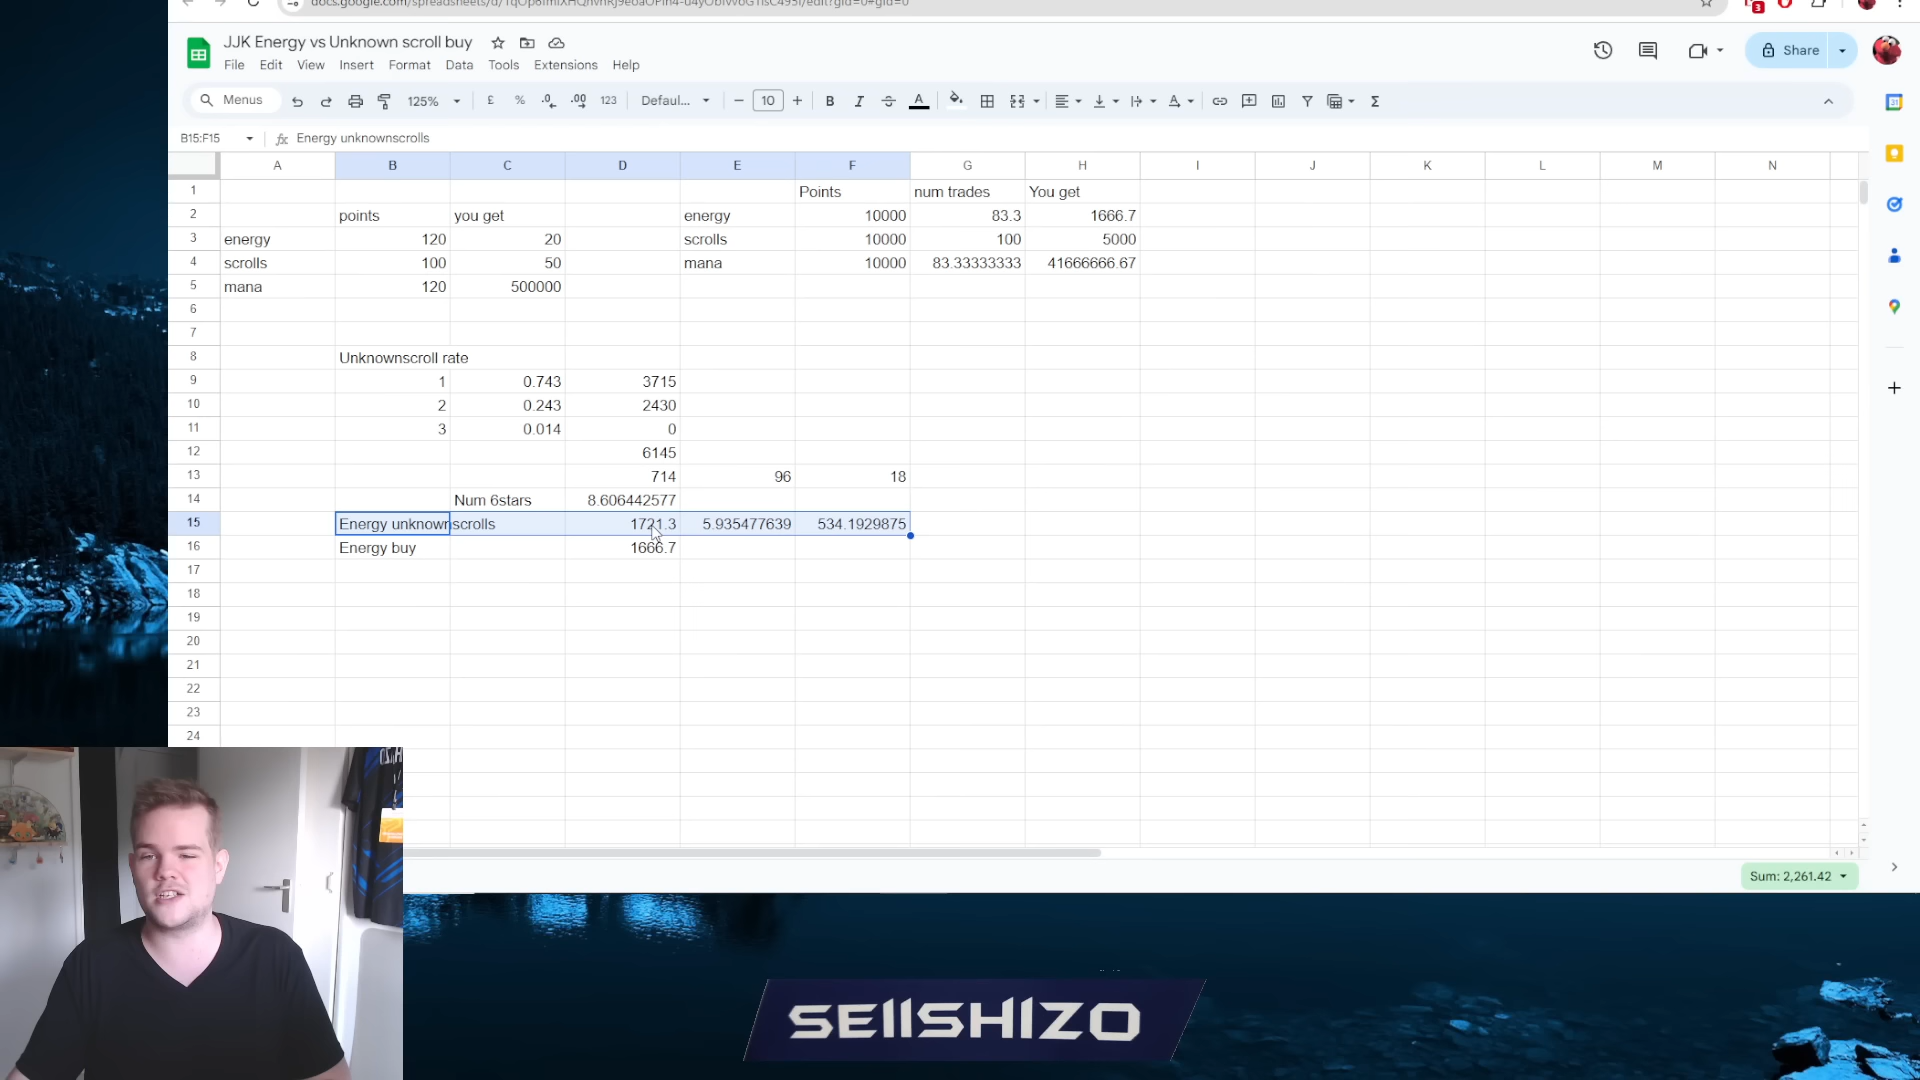 JJK Energy vs Unknown scroll buy
File Edit View Insert Format Data Tools Extensions Help
Share
3
Menus
125% £ % .0 .00 123 Defaul... 10 B I A Σ
31
B15:F15 fx Energy unknownscrolls
A B C D E F G H I J K L M N
1 Points num trades You get
2 points you get energy 10000 83.3 1666.7
3 energy 120 20 scrolls 10000 100 5000
4 scrolls 100 50 mana 10000 83.33333333 41666666.67
5 mana 120 500000
6
7
8 Unknownscroll rate
9 1 0.743 3715
10 2 0.243 2430
11 3 0.014 0
12 6145
13 714 96 18
14 Num 6stars 8.606442577
15 Energy unknownscrolls 1721.3 5.935477639 534.1929875
16 Energy buy 1666.7
17
18
19
20
21
22
23
24
Sum: 2,261.42
SEIISHIZO